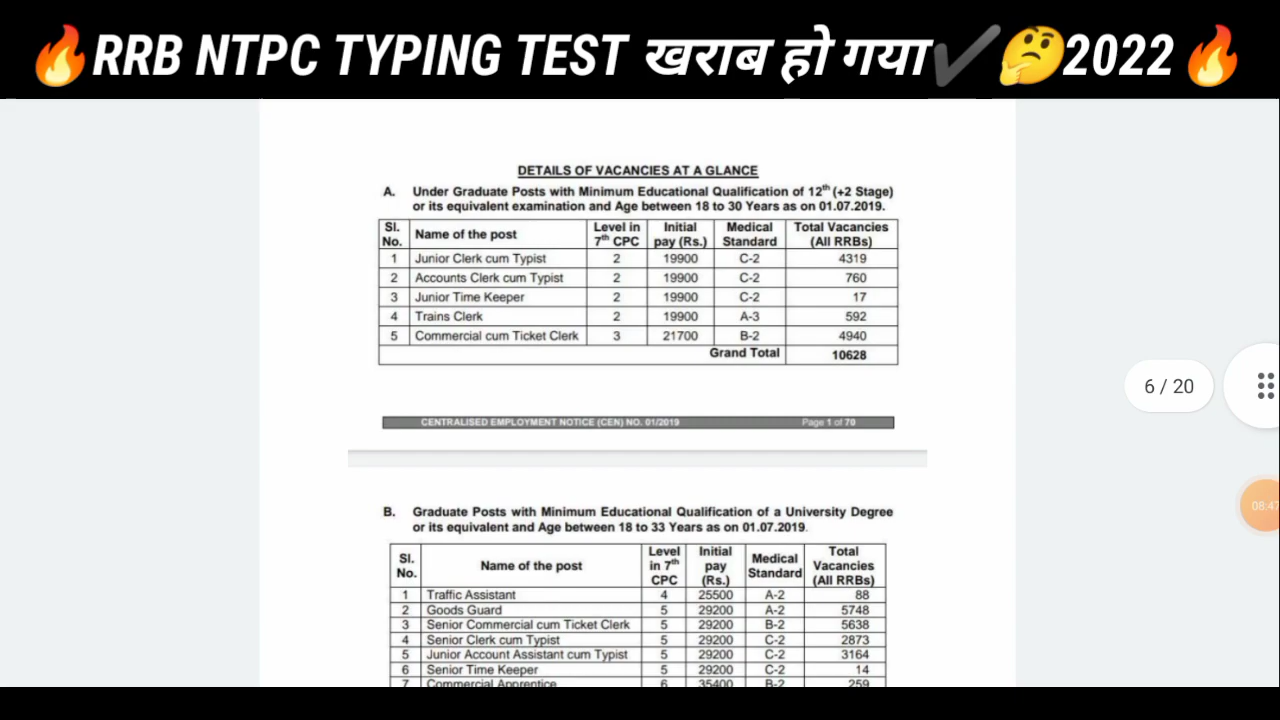 🔥RRB NTPC TYPING TEST खराब हो गया✔️🤔2022🔥
DETAILS OF VACANCIES AT A GLANCE
A. Under Graduate Posts with Minimum Educational Qualification of 12th (+2 Stage)
or its equivalent examination and Age between 18 to 30 Years as on 01.07.2019.
Sl. No. Name of the post Level in 7th CPC Initial pay (Rs.) Medical Standard Total Vacancies (All RRBs)
1 Junior Clerk cum Typist 2 19900 C-2 4319
2 Accounts Clerk cum Typist 2 19900 C-2 760
3 Junior Time Keeper 2 19900 C-2 17
4 Trains Clerk 2 19900 A-3 592
5 Commercial cum Ticket Clerk 3 21700 B-2 4940
Grand Total 10628
6 / 20
CENTRALISED EMPLOYMENT NOTICE (CEN) NO. 01/2019 Page 1 of 70
08:47
B. Graduate Posts with Minimum Educational Qualification of a University Degree
or its equivalent and Age between 18 to 33 Years as on 01.07.2019.
Sl. No. Name of the post Level in 7th CPC Initial pay (Rs.) Medical Standard Total Vacancies (All RRBs)
1 Traffic Assistant 4 25500 A-2 88
2 Goods Guard 5 29200 A-2 5748
3 Senior Commercial cum Ticket Clerk 5 29200 B-2 5638
4 Senior Clerk cum Typist 5 29200 C-2 2873
5 Junior Account Assistant cum Typist 5 29200 C-2 3164
6 Senior Time Keeper 5 29200 C-2 14
7 Commercial Apprentice 6 35400 B-2 259